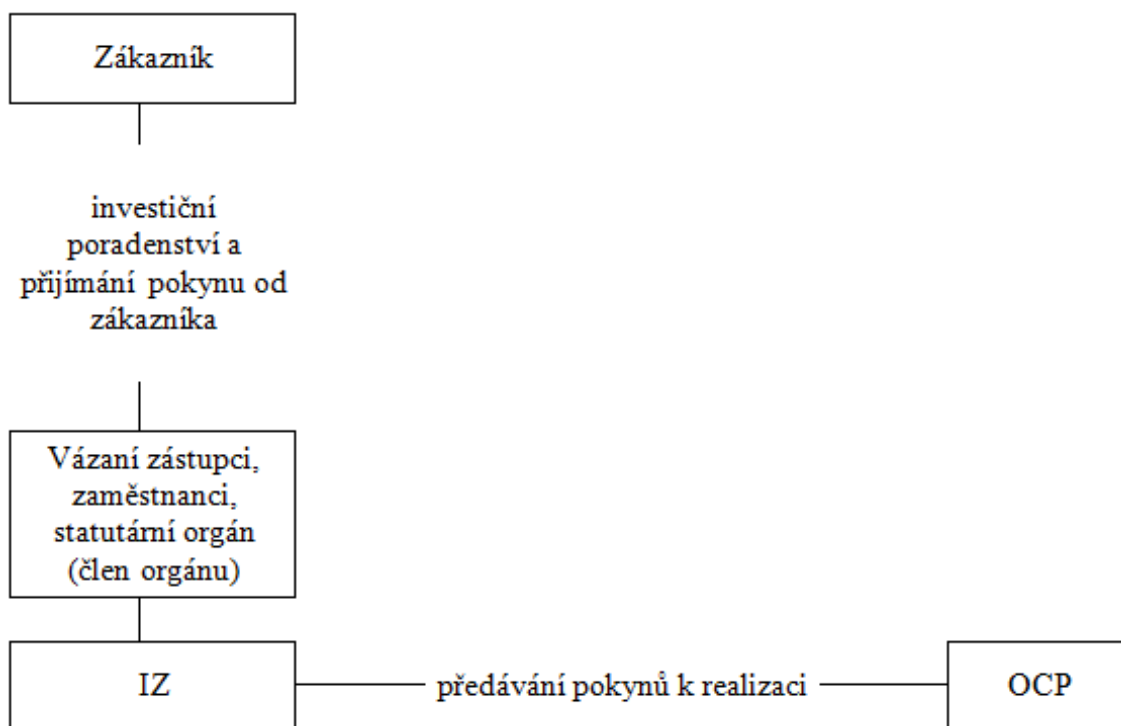 Zákazník
investiční
poradenství a
přijímání pokynu od
zákazníka
Vázaní zástupci,
zaměstnanci,
statutární orgán
(člen orgánu)
IZ
předávání pokynů k realizaci
OCP